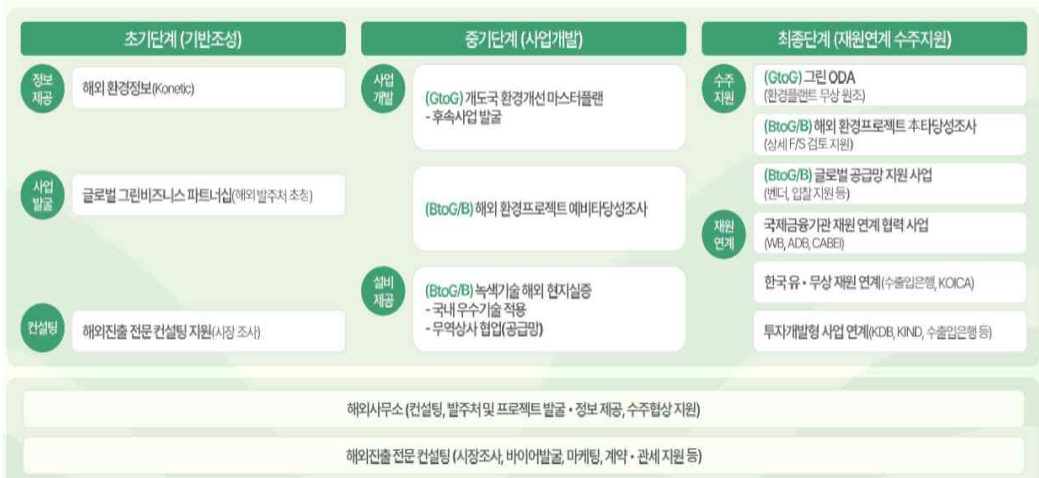 초기단계 (기반조성)
정보
제공
해외 환경정보(Konetic)
사업
발굴
글로벌 그린비즈니스 파트너십(해외 발주처 초청)
컨설팅
해외진출 전문 컨설팅 지원(시장 조사)
중기단계 (사업개발)
사업
개발
(GtoG) 개도국 환경개선 마스터플랜
- 후속사업 발굴
(BtoG/B) 해외 환경프로젝트 예비타당성조사
설비
제공
(BtoG/B) 녹색기술 해외 현지실증
- 국내 우수기술 적용
- 무역상사 협업(공급망)
최종단계 (재원연계 수주지원)
수주
지원
(GtoG) 그린 ODA
(환경플랜트 무상 원조)
(BtoG/B) 해외 환경프로젝트 本타당성조사
(상세 F/S 검토 지원)
(BtoG/B) 글로벌 공급망 지원 사업
(벤더, 입찰 지원 등)
재원
연계
국제금융기관 재원 연계 협력 사업
(WB, ADB, CABEI)
한국 유·무상 재원 연계(수출입은행, KOICA)
투자개발형 사업 연계(KDB, KIND, 수출입은행 등)
해외사무소 (컨설팅, 발주처 및 프로젝트 발굴·정보 제공, 수주협상 지원)
해외진출 전문 컨설팅 (시장조사, 바이어발굴, 마케팅, 계약·관세 지원 등)